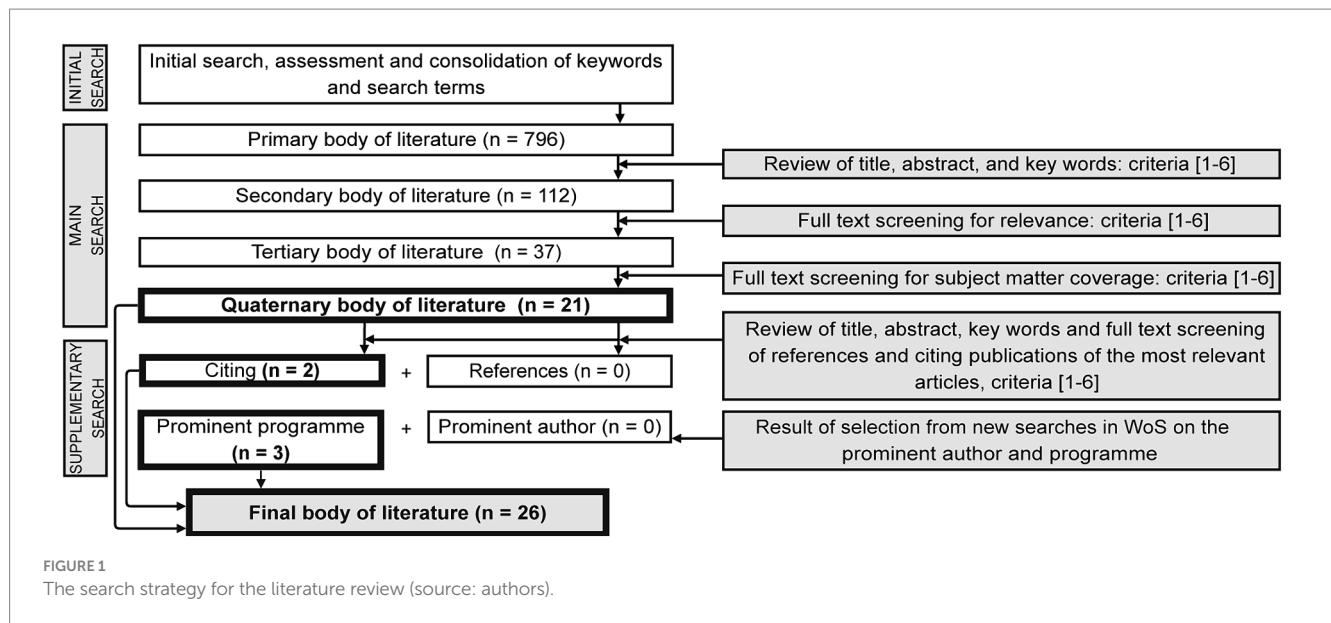 INITIAL
SEARCH
Initial search, assessment and consolidation of keywords
and search terms
MAIN
SEARCH
Primary body of literature (n = 796)
Review of title, abstract, and key words: criteria [1-6]
Secondary body of literature (n = 112)
Full text screening for relevance: criteria [1-6]
Tertiary body of literature (n = 37)
Full text screening for subject matter coverage: criteria [1-6]
Quaternary body of literature (n = 21)
SUPPLEMENTARY
SEARCH
Review of title, abstract, key words and full text screening
of references and citing publications of the most relevant
articles, criteria [1-6]
Citing (n = 2) + References (n = 0)
Prominent programme
(n = 3)
+ Prominent author (n = 0)
Result of selection from new searches in WoS on the
prominent author and programme
Final body of literature (n = 26)
FIGURE 1
The search strategy for the literature review (source: authors).